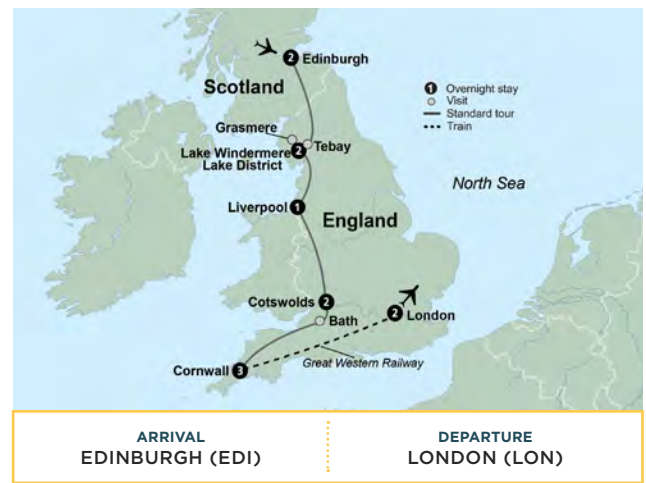 2 Edinburgh
Scotland
1 Overnight stay
Visit
Standard tour
Train
Grasmere
Tebay
Lake Windermere 2
Lake District
North Sea
Liverpool 1
England
Cotswolds 2
Bath
2 London
Great Western Railway
Cornwall 3
ARRIVAL
EDINBURGH (EDI)
DEPARTURE
LONDON (LON)